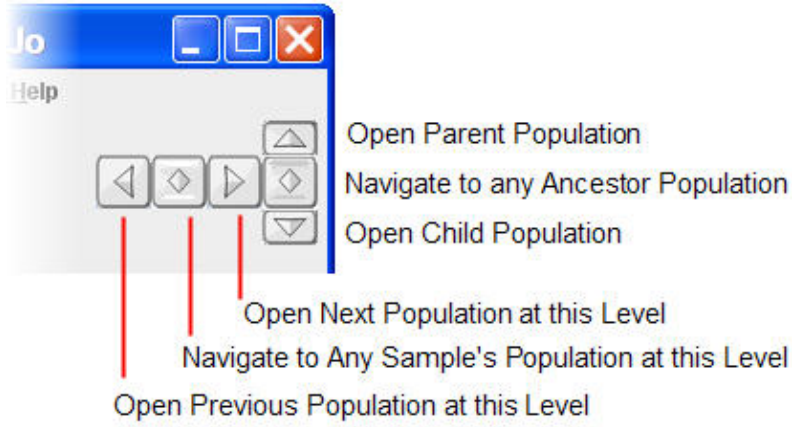 Jo
Help
Open Parent Population
Navigate to any Ancestor Population
Open Child Population
Open Next Population at this Level
Navigate to Any Sample's Population at this Level
Open Previous Population at this Level